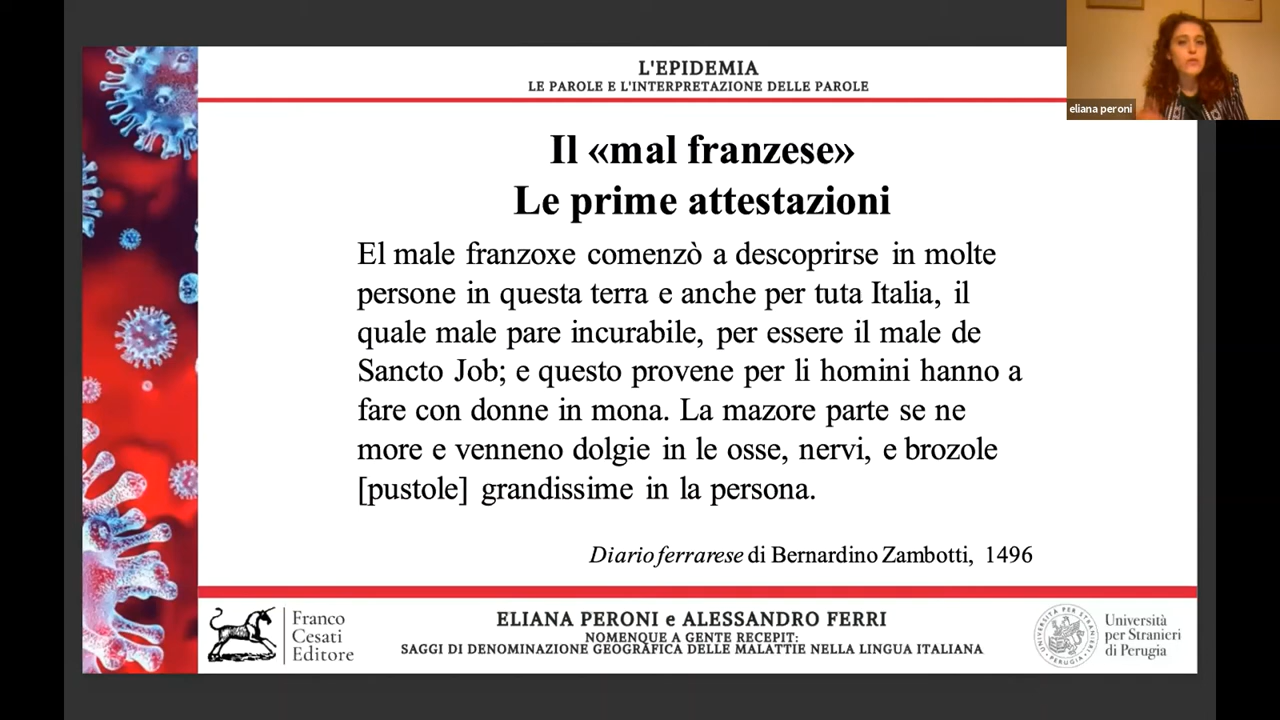 L'EPIDEMIA
LE PAROLE E L'INTERPRETAZIONE DELLE PAROLE
eliana peroni
Il «mal franzese»
Le prime attestazioni
El male franzoxe comenzò a descoprirse in molte
persone in questa terra e anche per tuta Italia, il
quale male pare incurabile, per essere il male de
Sancto Job; e questo provene per li homini hanno a
fare con donne in mona. La mazore parte se ne
more e venneno dolgie in le osse, nervi, e brozole
[pustole] grandissime in la persona.
Diario ferrarese di Bernardino Zambotti, 1496
Franco
Cesati
Editore
ELIANA PERONI e ALESSANDRO FERRI
NOMENQUE A GENTE RECEPIT:
SAGGI DI DENOMINAZIONE GEOGRAFICA DELLE MALATTIE NELLA LINGUA ITALIANA
UNIVERSITÀ PER STRANIERI
PERUGIA
Università
per Stranieri
di Perugia